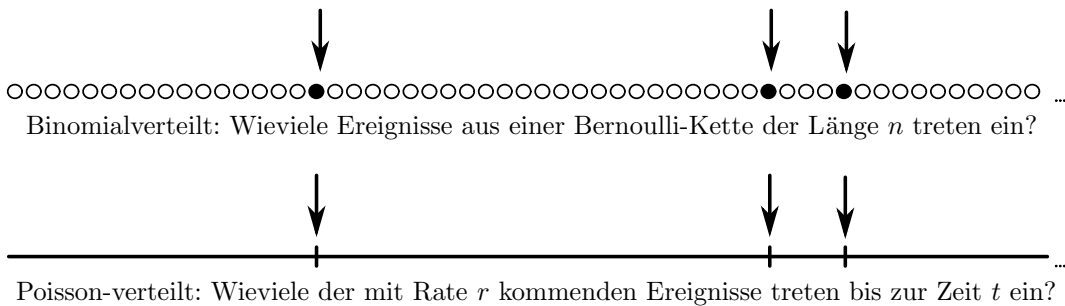 ...
Binomialverteilt: Wieviele Ereignisse aus einer Bernoulli-Kette der Länge n treten ein?
...
Poisson-verteilt: Wieviele der mit Rate r kommenden Ereignisse treten bis zur Zeit t ein?